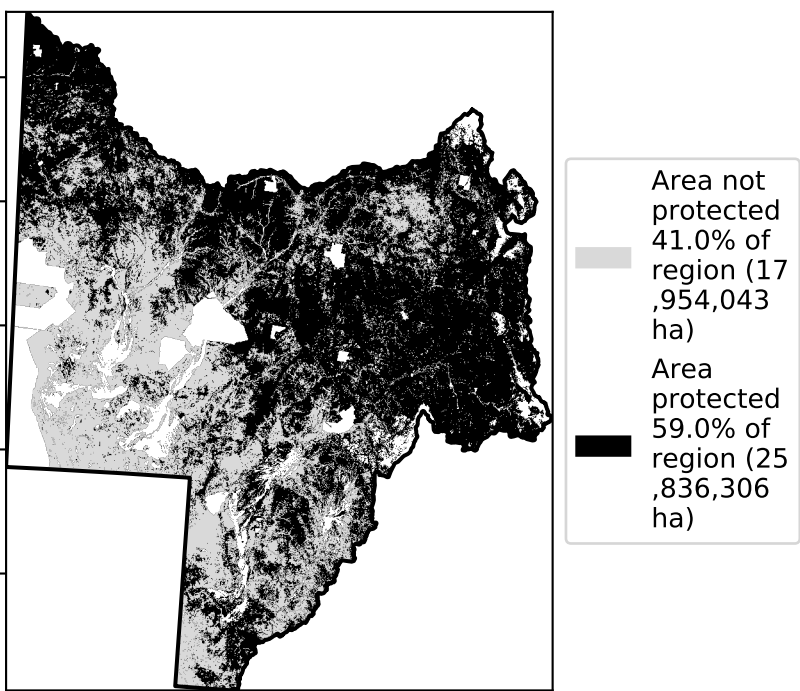 Area not
protected
41.0% of
region (17
,954,043
ha)
Area
protected
59.0% of
region (25
,836,306
ha)